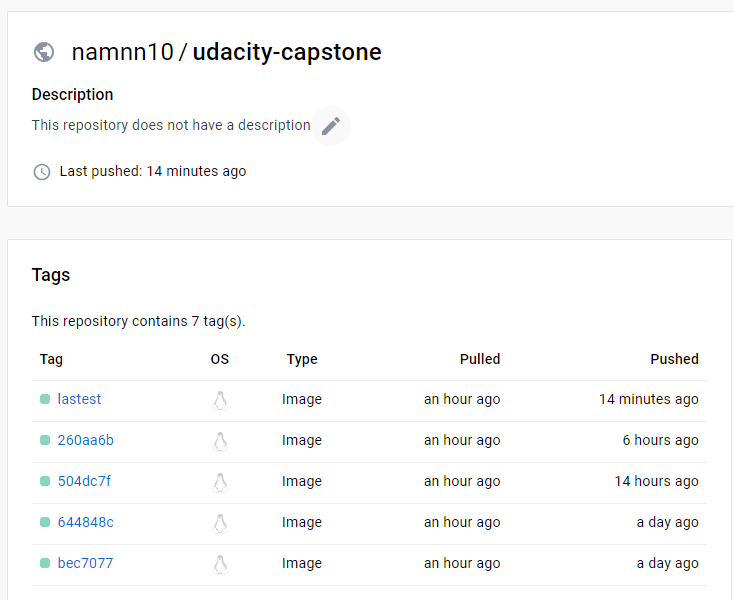 namnn10 / udacity-capstone
Description
This repository does not have a description
Last pushed: 14 minutes ago
Tags
This repository contains 7 tag(s).
Tag OS Type Pulled Pushed
lastest Image an hour ago 14 minutes ago
260aa6b Image an hour ago 6 hours ago
504dc7f Image an hour ago 14 hours ago
644848c Image an hour ago a day ago
bec7077 Image an hour ago a day ago